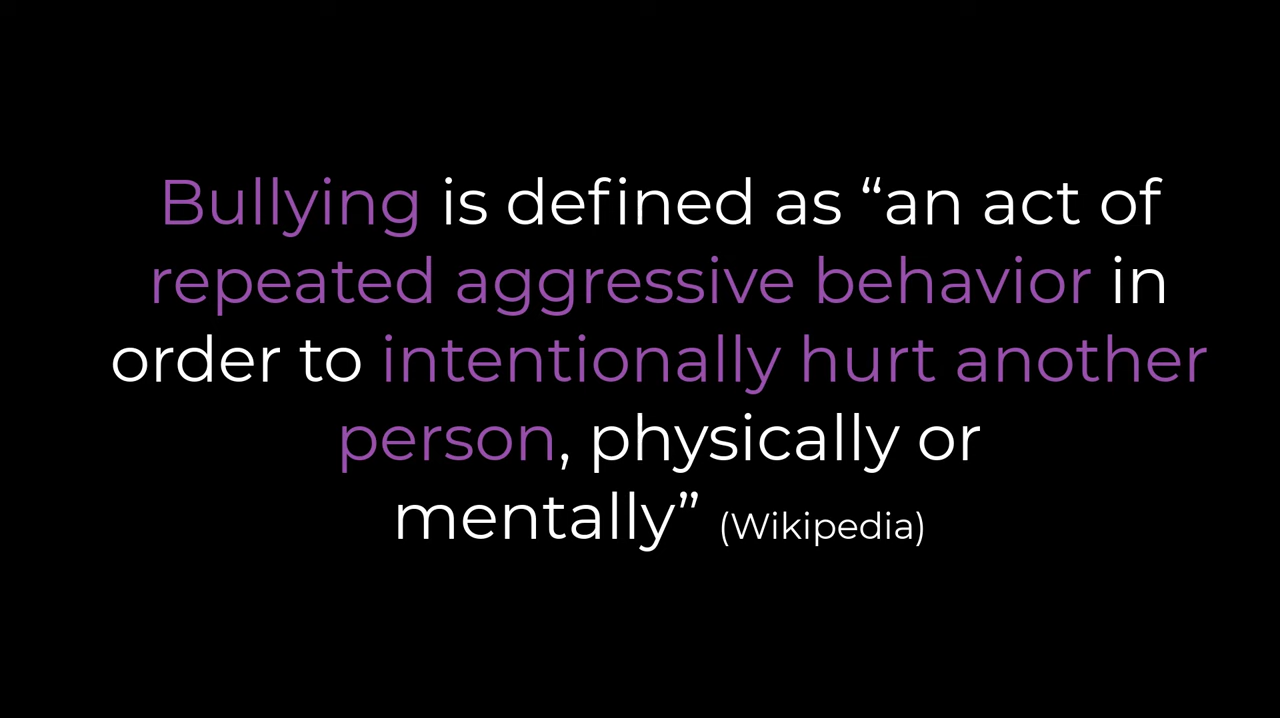 Bullying is defined as “an act of
repeated aggressive behavior in
order to intentionally hurt another
person, physically or
mentally” (Wikipedia)